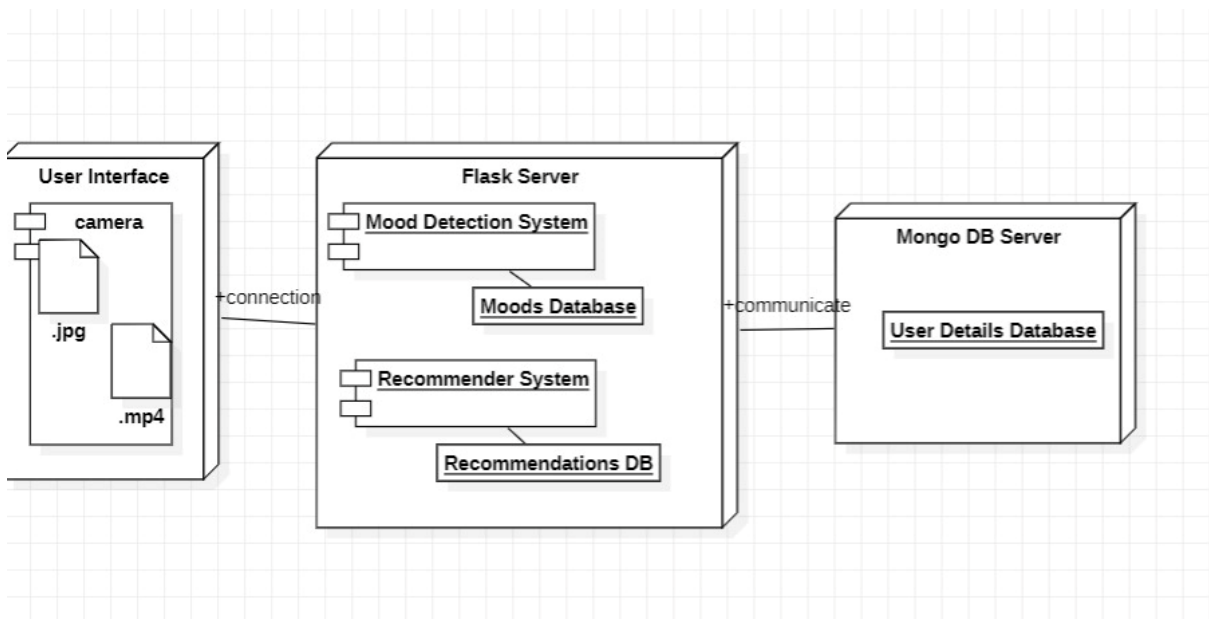 User Interface
camera
.jpg
.mp4
+connection
Flask Server
Mood Detection System
Moods Database
Recommender System
Recommendations DB
+communicate
Mongo DB Server
User Details Database